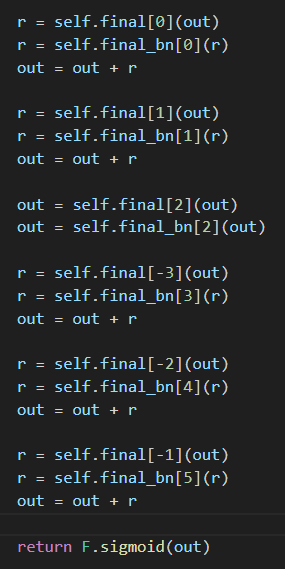 r = self.final[0](out)
r = self.final_bn[0](r)
out = out + r
r = self.final[1](out)
r = self.final_bn[1](r)
out = out + r
out = self.final[2](out)
out = self.final_bn[2](out)
r = self.final[-3](out)
r = self.final_bn[3](r)
out = out + r
r = self.final[-2](out)
r = self.final_bn[4](r)
out = out + r
r = self.final[-1](out)
r = self.final_bn[5](r)
out = out + r
return F.sigmoid(out)